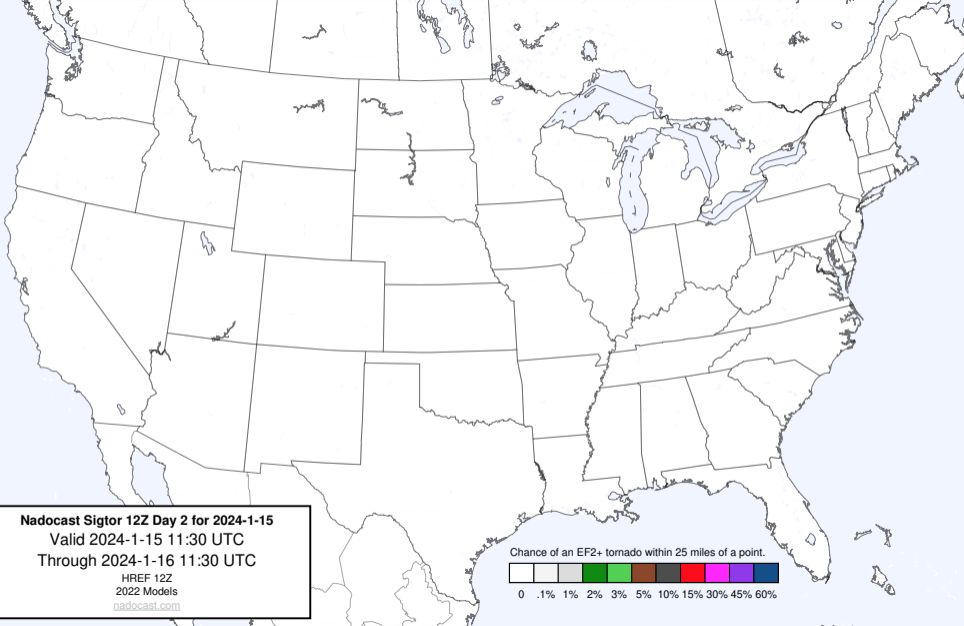 Nadocast Sigtor 12Z Day 2 for 2024-1-15
Valid 2024-1-15 11:30 UTC
Through 2024-1-16 11:30 UTC
HREF 12Z
2022 Models
nadocast.com
Chance of an EF2+ tornado within 25 miles of a point.
0 .1% 1% 2% 3% 5% 10% 15% 30% 45% 60%